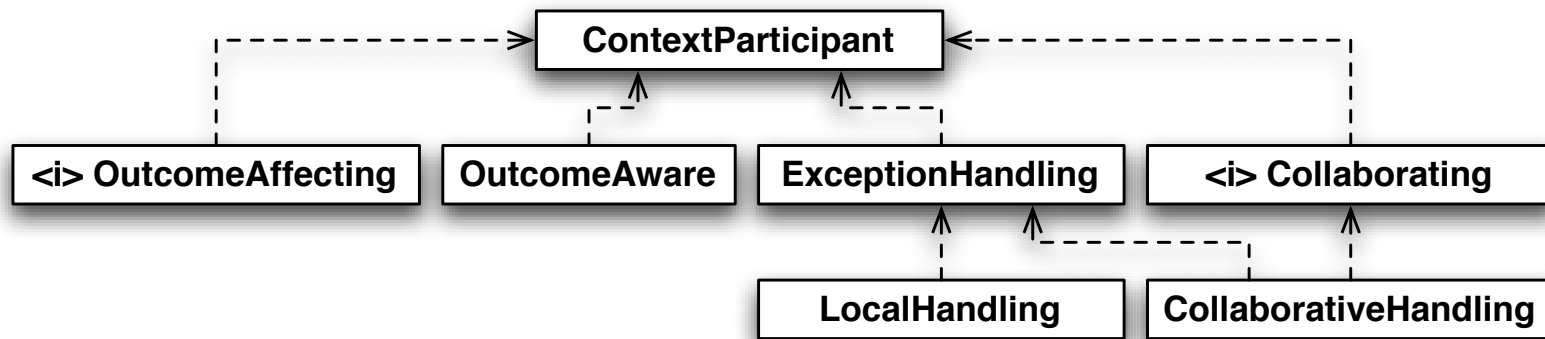 ContextParticipant
<i> OutcomeAffecting
OutcomeAware
ExceptionHandling
<i> Collaborating
LocalHandling
CollaborativeHandling